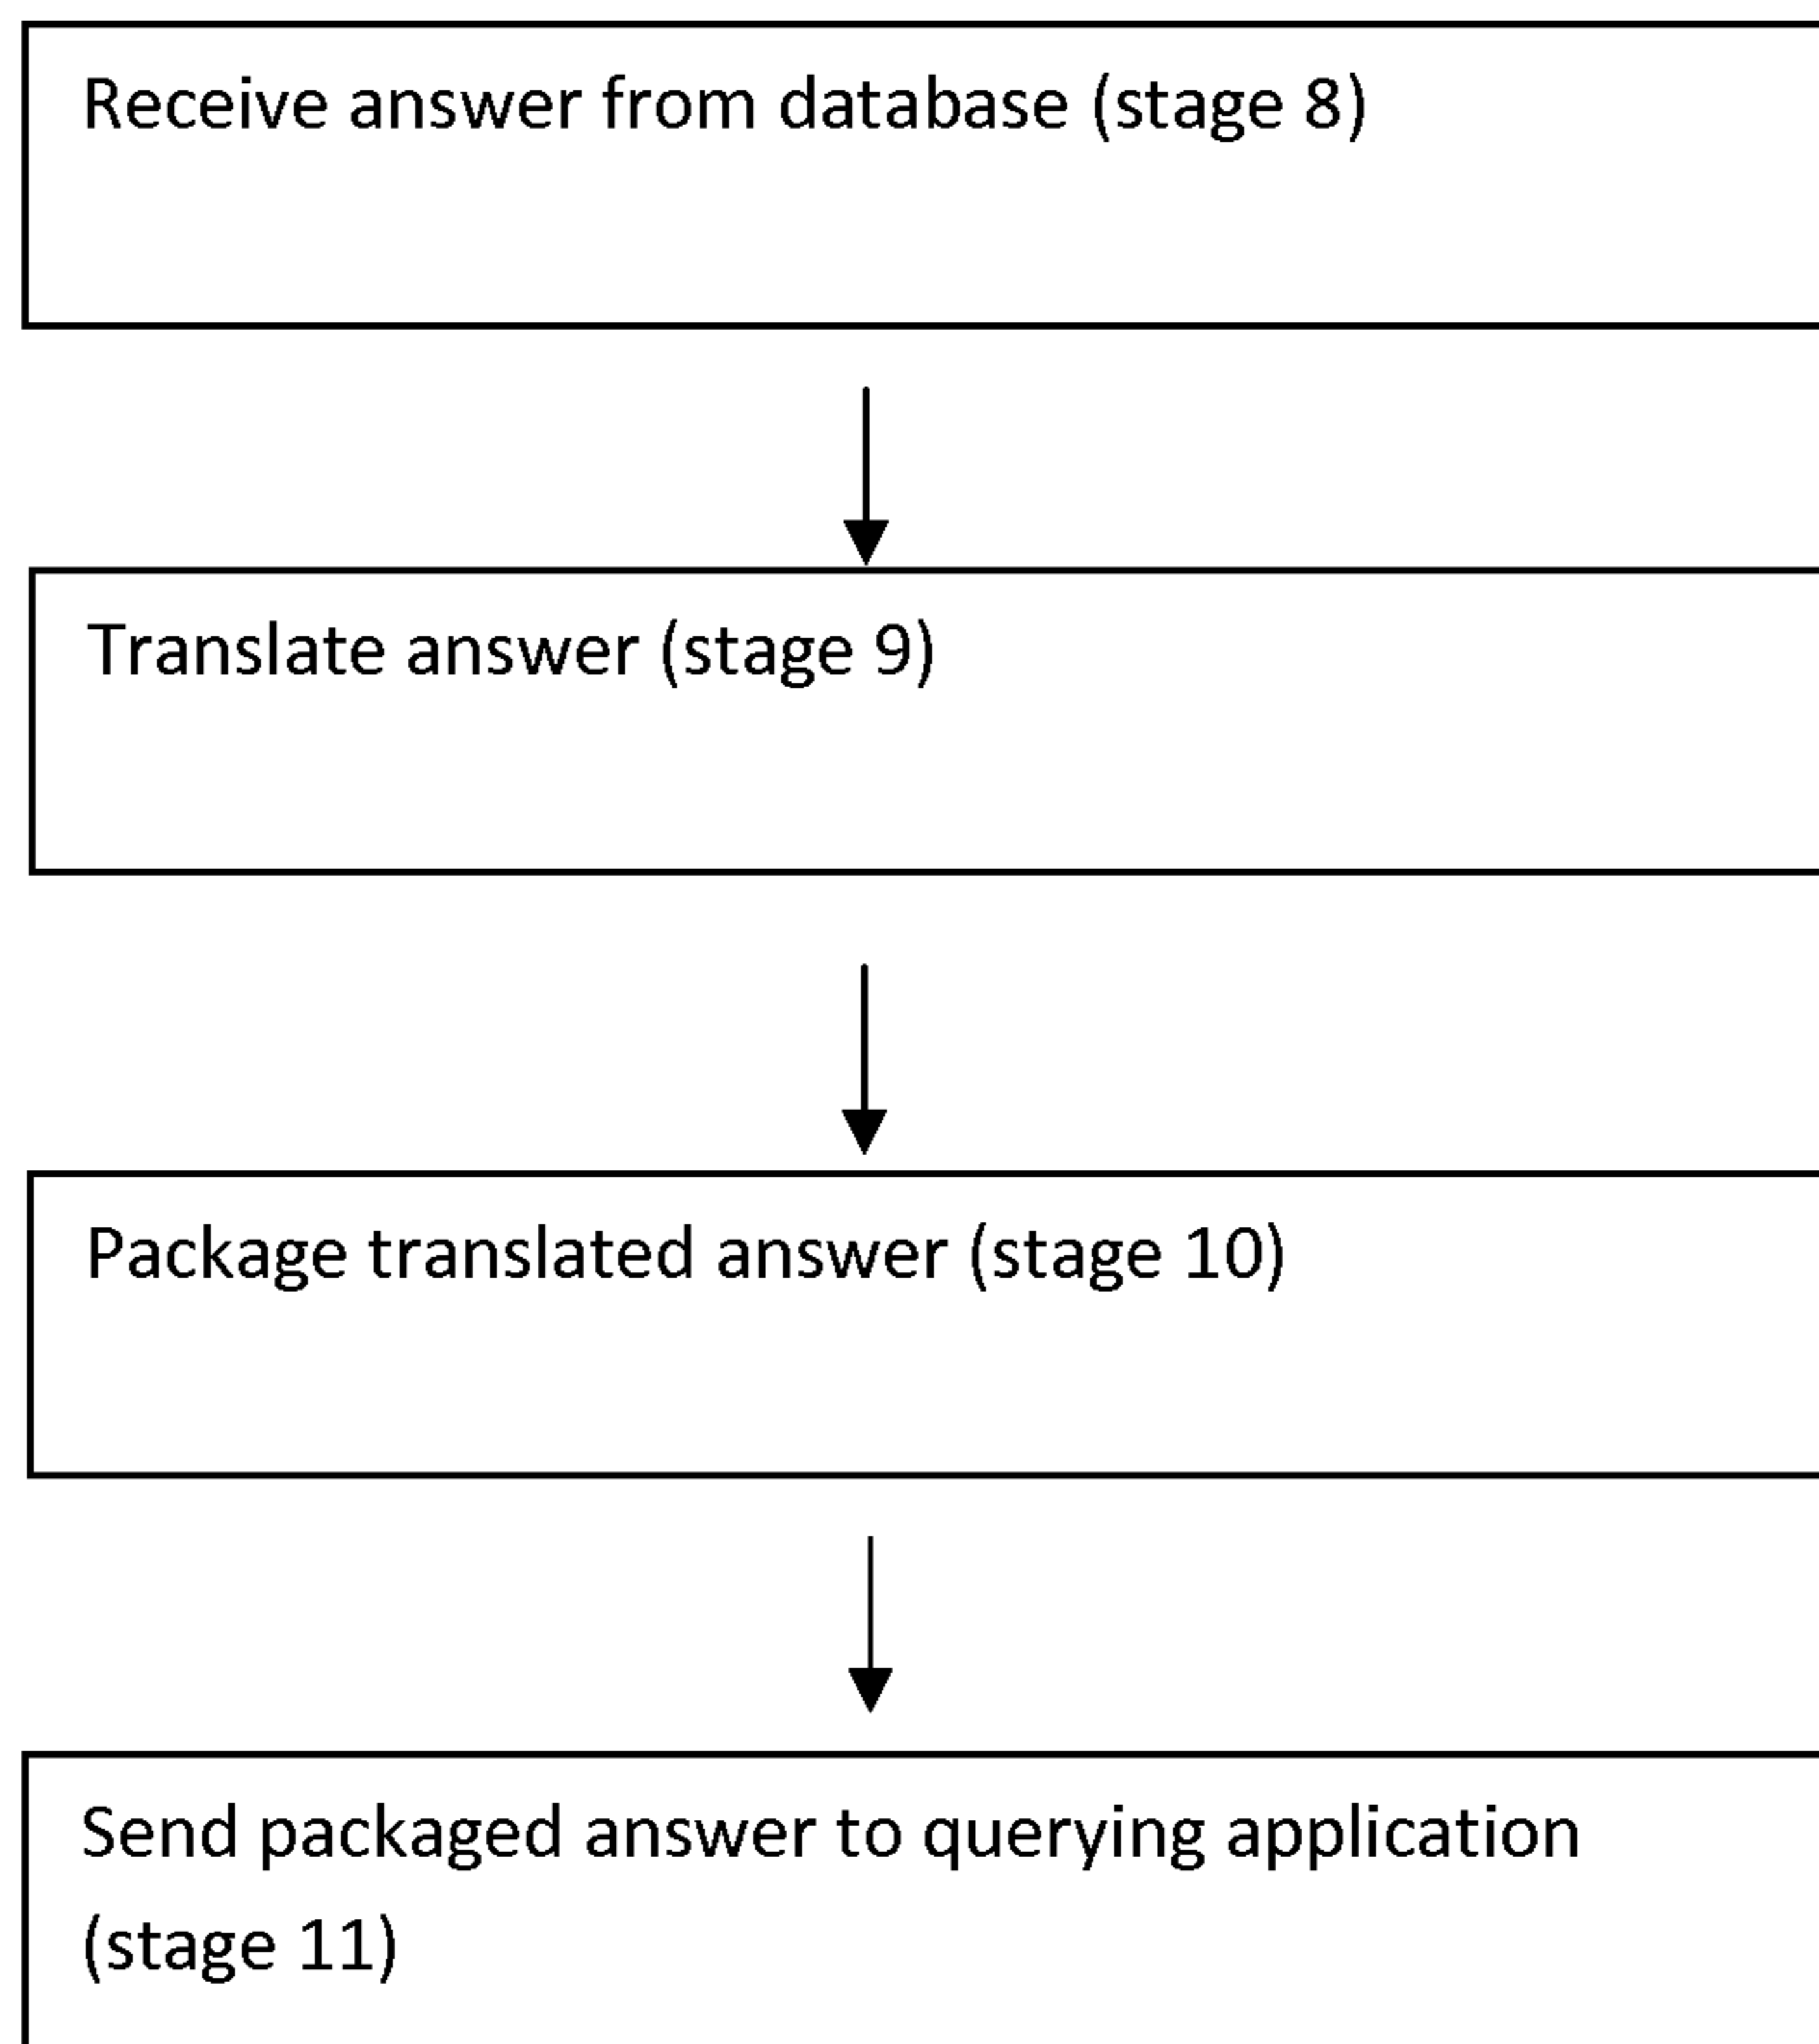 Receive answer from database (stage 8)
Translate answer (stage 9)
Package translated answer (stage 10)
Send packaged answer to querying application
(stage 11)